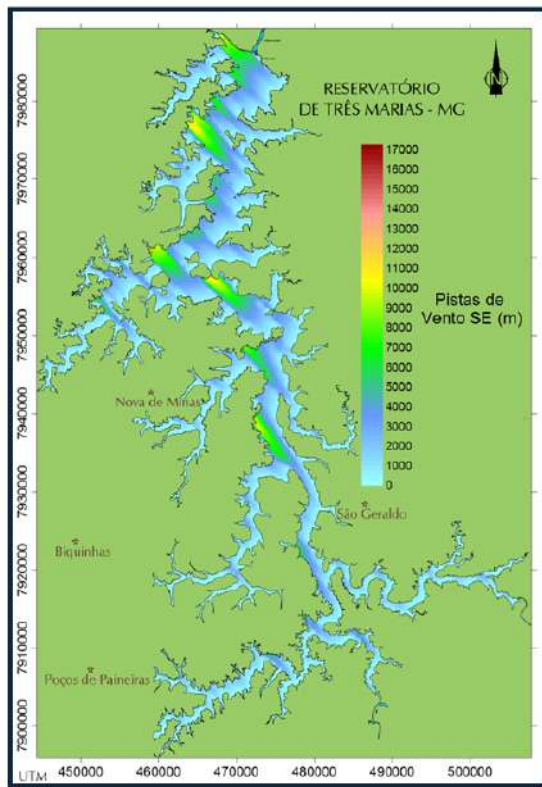 RESERVATÓRIO
DE TRÊS MARIAS - MG
N
17000
16000
15000
14000
13000
12000
11000
10000
9000
8000
7000
6000
5000
4000
3000
2000
1000
0
Pistas de
Vento SE (m)
Nova de Minas
São Geraldo
Biquinhas
Poços de Paineiras
7980000
7970000
7960000
7950000
7940000
7930000
7920000
7910000
7900000
UTM
450000 460000 470000 480000 490000 500000